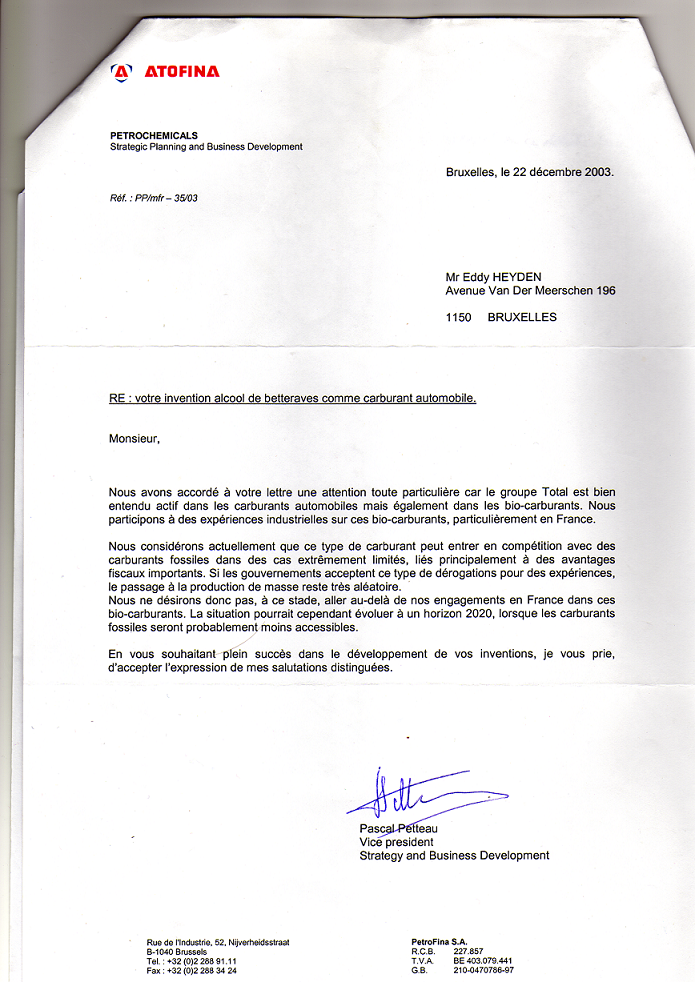 ATOFINA
PETROCHEMICALS
Strategic Planning and Business Development
Bruxelles, le 22 décembre 2003.
Réf. : PP/mfr – 35/03
Mr Eddy HEYDEN
Avenue Van Der Meerschen 196
1150 BRUXELLES
RE : votre invention alcool de betteraves comme carburant automobile.
Monsieur,
Nous avons accordé à votre lettre une attention toute particulière car le groupe Total est bien
entendu actif dans les carburants automobiles mais également dans les bio-carburants. Nous
participons à des expériences industrielles sur ces bio-carburants, particulièrement en France.
Nous considérons actuellement que ce type de carburant peut entrer en compétition avec des
carburants fossiles dans des cas extrêmement limités, liés principalement à des avantages
fiscaux importants. Si les gouvernements acceptent ce type de dérogations pour des expériences,
le passage à la production de masse reste très aléatoire.
Nous ne désirons donc pas, à ce stade, aller au-delà de nos engagements en France dans ces
bio-carburants. La situation pourrait cependant évoluer à un horizon 2020, lorsque les carburants
fossiles seront probablement moins accessibles.
En vous souhaitant plein succès dans le développement de vos inventions, je vous prie,
d'accepter l'expression de mes salutations distinguées.
Pascal Petteau
Vice president
Strategy and Business Development
Rue de l'Industrie, 52, Nijverheidsstraat
B-1040 Brussels
Tel. : +32 (0)2 288 91.11
Fax : +32 (0)2 288 34 24
PetroFina S.A.
R.C.B. 227.857
T.V.A. BE 403.079.441
G.B. 210-0470786-97